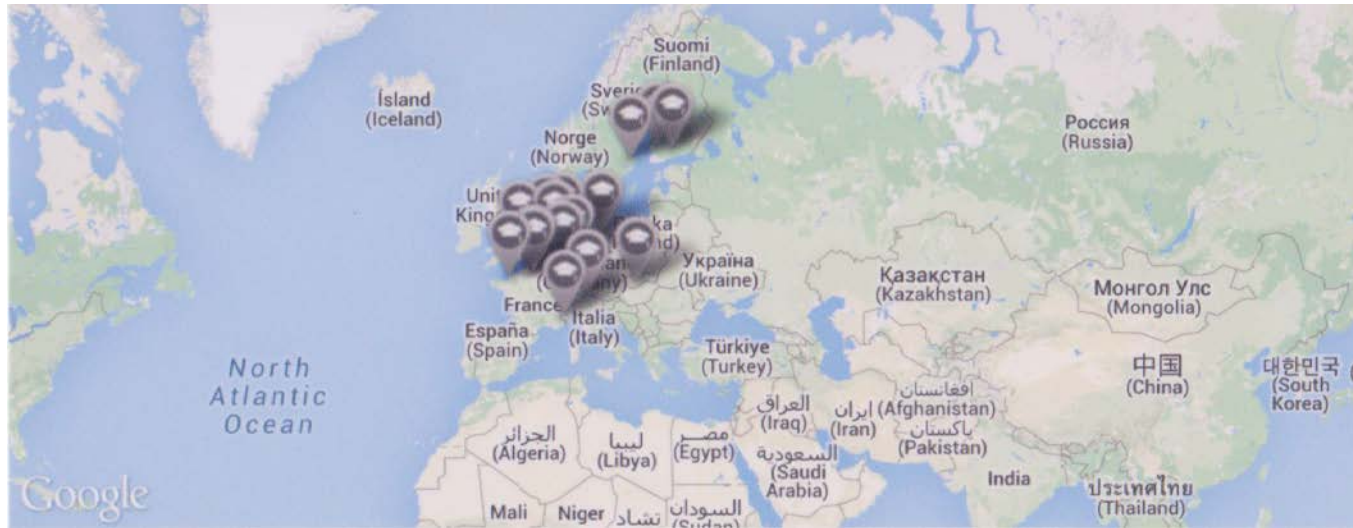 Suomi
(Finland)
Ísland
(Iceland)
Norge
(Norway)
Россия
(Russia)
Україна
(Ukraine)
Қазақстан
(Kazakhstan)
Монгол Улс
(Mongolia)
France
Italia
(Italy)
España
(Spain)
Türkiye
(Turkey)
中国
(China)
대한민국
(South
Korea)
North
Atlantic
Ocean
افغانستان
(Afghanistan)
العراق
(Iraq)
ایران
(Iran)
پاکستان
(Pakistan)
الجزائر
(Algeria)
ليبيا
(Libya)
مصر
(Egypt)
السعودية
(Saudi
Arabia)
India
ประเทศไทย
(Thailand)
Mali
Niger
تشاد
السودان
(Sudan)
Google